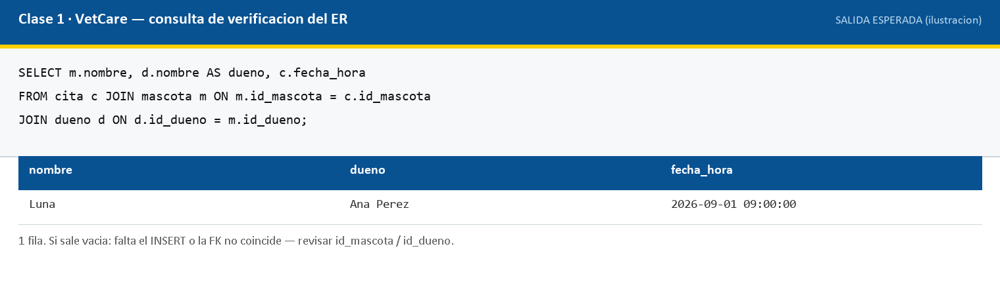 Clase 1 · VetCare — consulta de verificacion del ER
SALIDA ESPERADA (ilustracion)
SELECT m.nombre, d.nombre AS dueno, c.fecha_hora
FROM cita c JOIN mascota m ON m.id_mascota = c.id_mascota
JOIN dueno d ON d.id_dueno = m.id_dueno;
nombre dueno fecha_hora
Luna Ana Perez 2026-09-01 09:00:00
1 fila. Si sale vacia: falta el INSERT o la FK no coincide — revisar id_mascota / id_dueno.